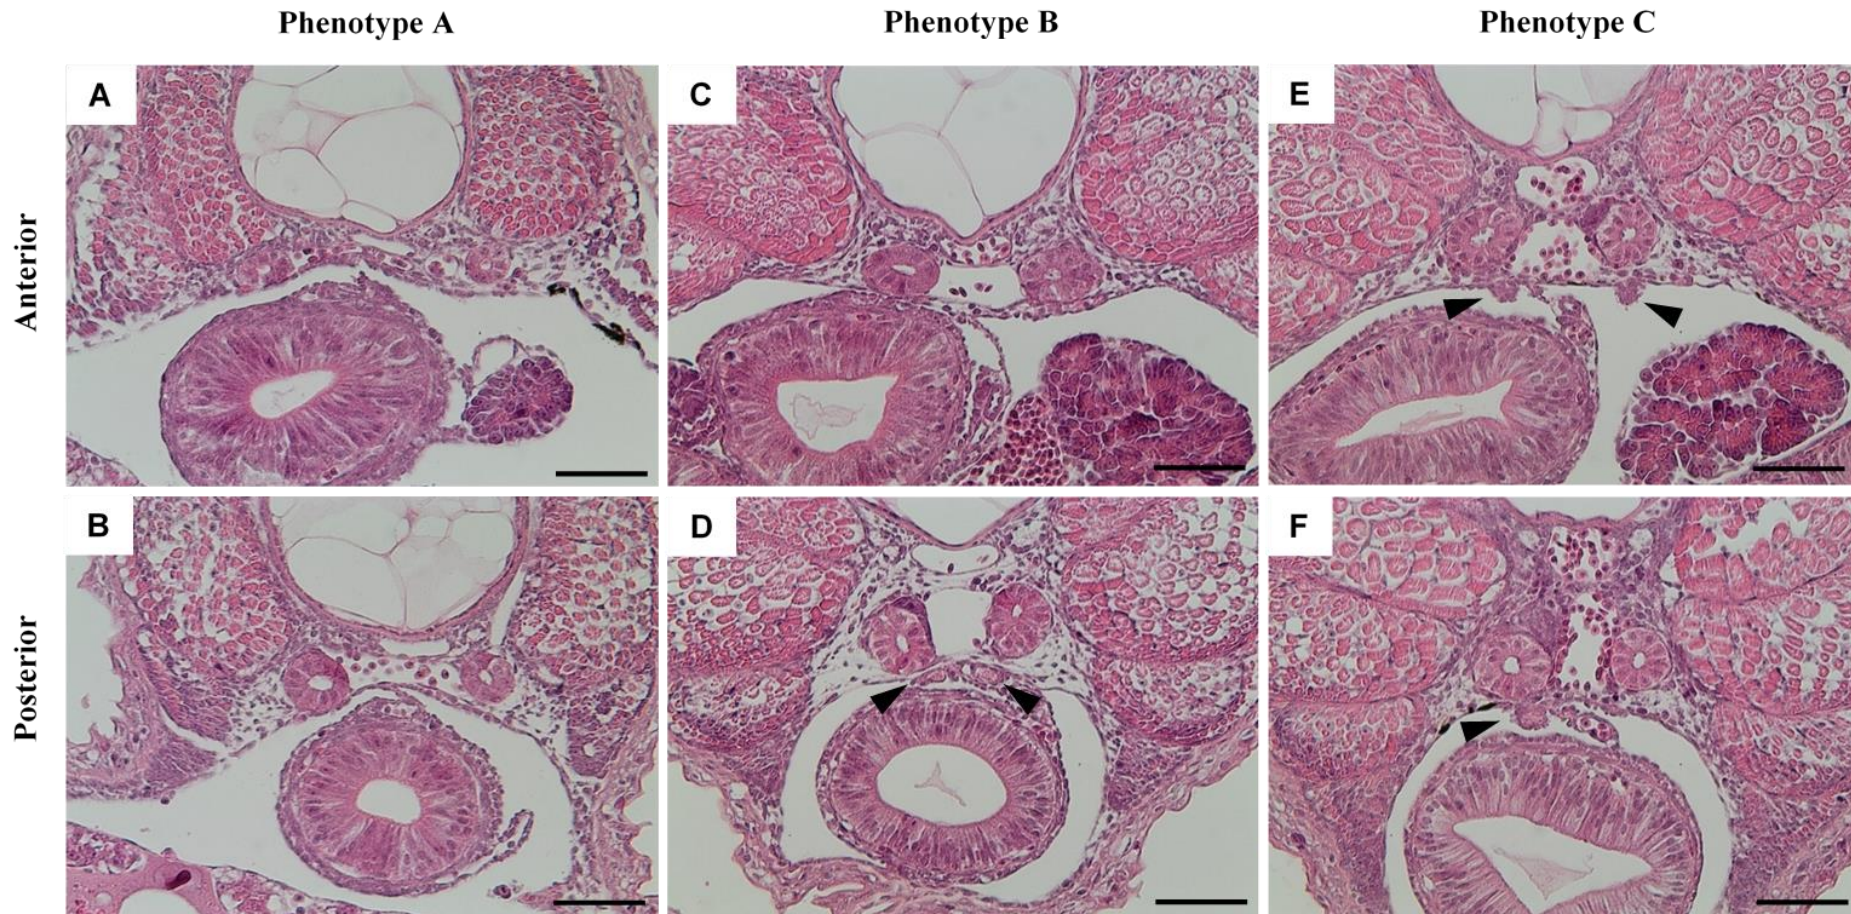 Phenotype A
Phenotype B
Phenotype C
Anterior
A
C
E
Posterior
B
D
F